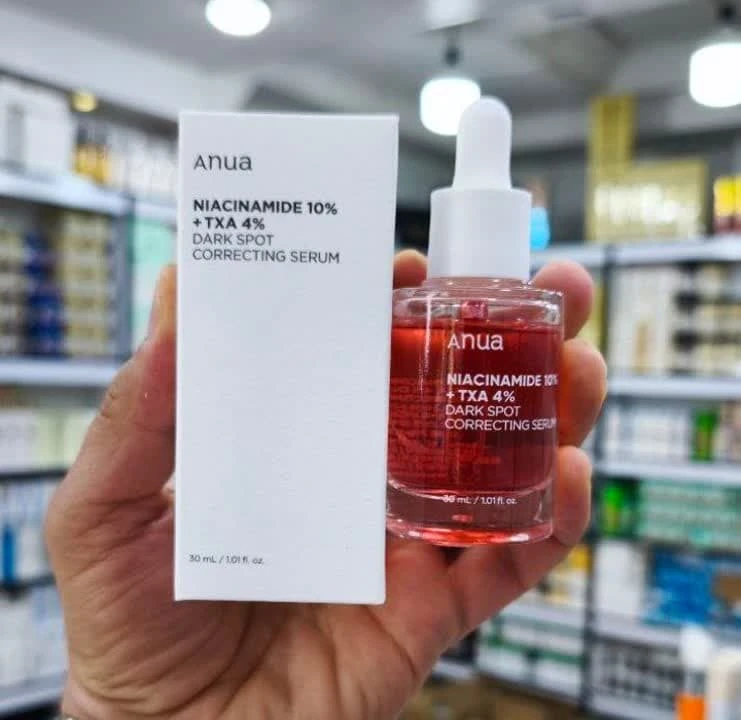 Anua
NIACINAMIDE 10%
+ TXA 4%
DARK SPOT
CORRECTING SERUM
30 mL / 1.01 fl. oz.
Anua
NIACINAMIDE 10%
+ TXA 4%
DARK SPOT
CORRECTING SERUM
30 mL / 1.01 fl. oz.